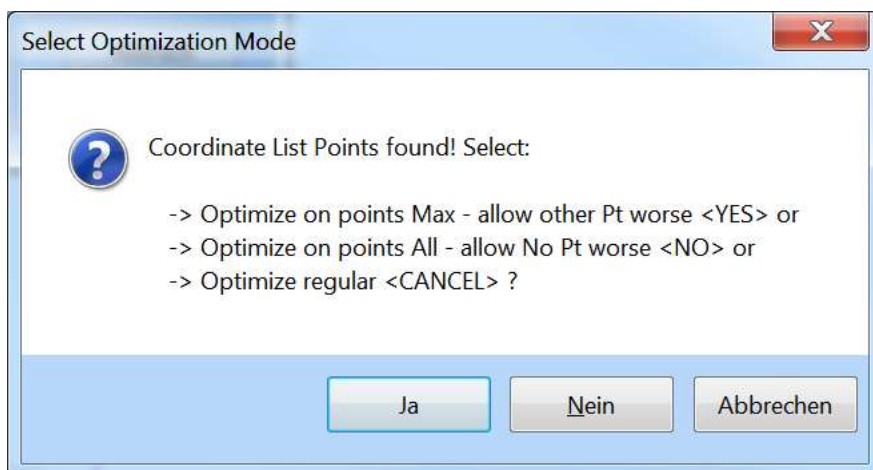 Select Optimization Mode
Coordinate List Points found! Select:
-> Optimize on points Max - allow other Pt worse <YES> or
-> Optimize on points All - allow No Pt worse <NO> or
-> Optimize regular <CANCEL> ?
Ja Nein Abbrechen